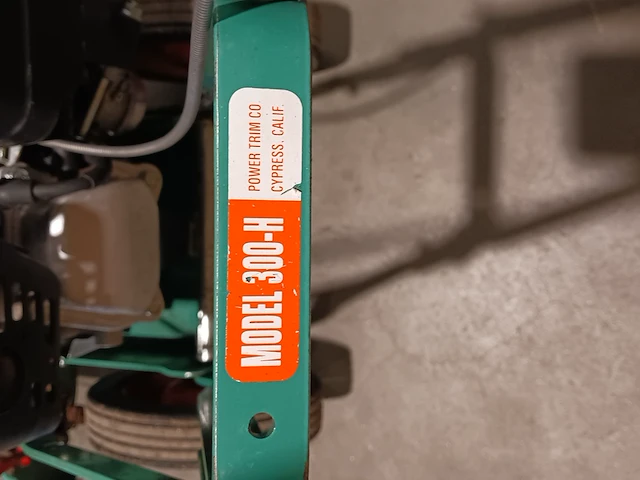 MODEL 300-H
POWER TRIM CO
CYPRESS, CALIF.